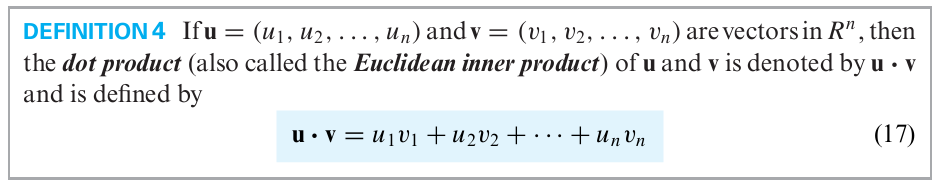 DEFINITION 4 If u = (u₁, u₂, . . . , uₙ) and v = (v₁, v₂, . . . , vₙ) are vectors in Rⁿ, then
the dot product (also called the Euclidean inner product) of u and v is denoted by u · v
and is defined by
u · v = u₁v₁ + u₂v₂ + · · · + uₙvₙ (17)